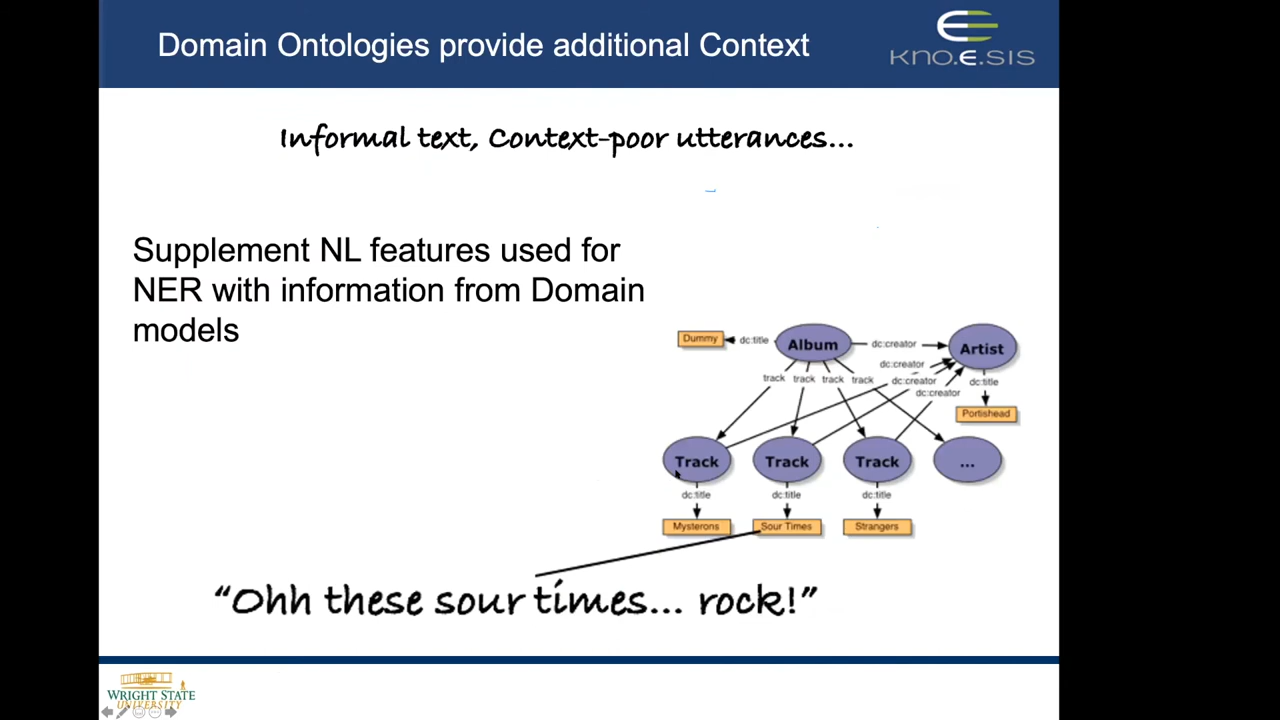 Domain Ontologies provide additional Context
kno.e.sis
Informal text, Context-poor utterances...
Supplement NL features used for
NER with information from Domain
models
Dummy
dc:title
Album
dc:creator
Artist
dc:creator
track
track
track
track
dc:creator
dc:title
dc:creator
Portishead
Track
Track
Track
...
dc:title
dc:title
dc:title
Mysterons
Sour Times
Strangers
"Ohh these sour times... rock!"
WRIGHT STATE
UNIVERSITY